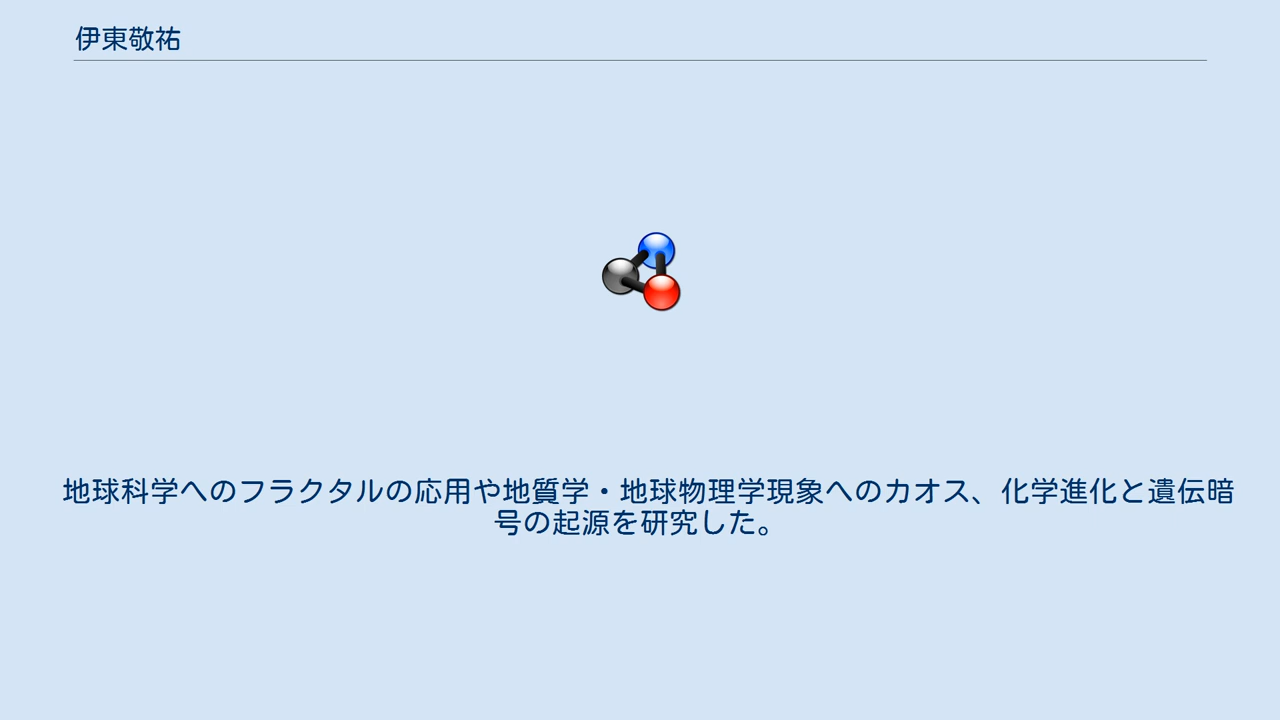 伊東敬祐
地球科学へのフラクタルの応用や地質学・地球物理学現象へのカオス、化学進化と遺伝暗
号の起源を研究した。